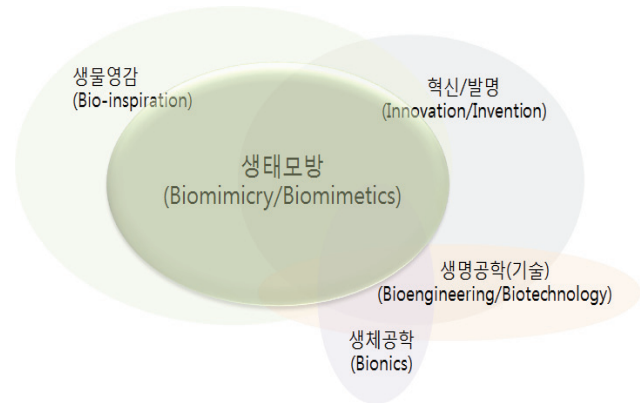 생물영감
(Bio-inspiration)
혁신/발명
(Innovation/Invention)
생태모방
(Biomimicry/Biomimetics)
생명공학(기술)
(Bioengineering/Biotechnology)
생체공학
(Bionics)